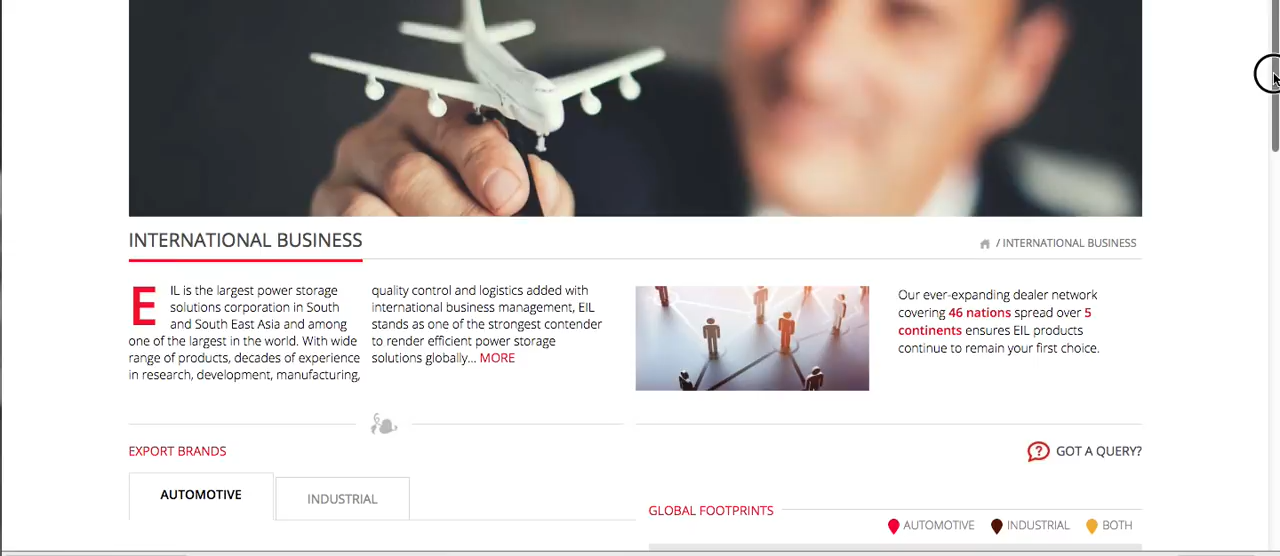 INTERNATIONAL BUSINESS
/ INTERNATIONAL BUSINESS
EIL is the largest power storage
solutions corporation in South
and South East Asia and among
one of the largest in the world. With wide
range of products, decades of experience
in research, development, manufacturing,
quality control and logistics added with
international business management, EIL
stands as one of the strongest contender
to render efficient power storage
solutions globally... MORE
Our ever-expanding dealer network
covering 46 nations spread over 5
continents ensures EIL products
continue to remain your first choice.
EXPORT BRANDS
GOT A QUERY?
AUTOMOTIVE
INDUSTRIAL
GLOBAL FOOTPRINTS
AUTOMOTIVE INDUSTRIAL BOTH